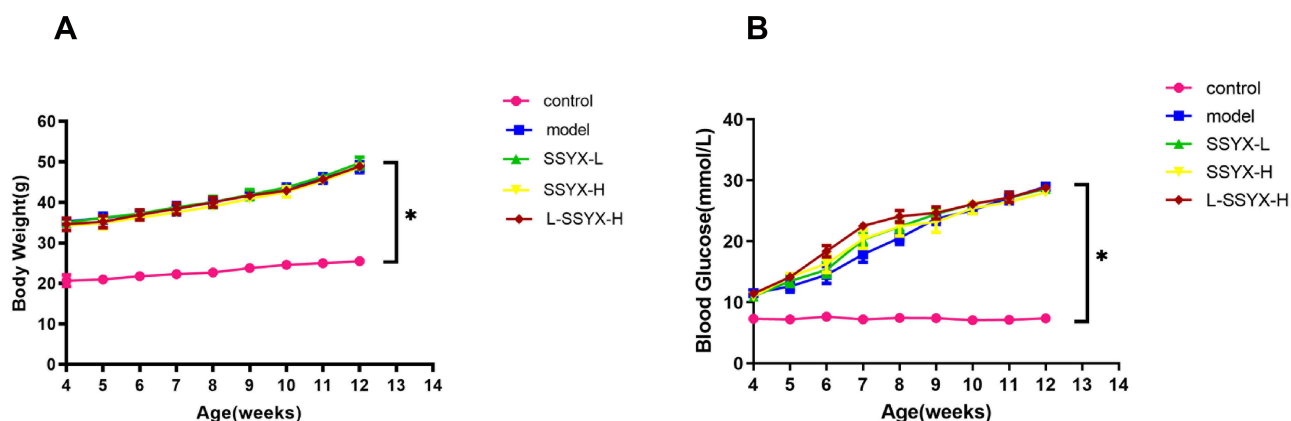 A
B
control
model
SSYX-L
SSYX-H
L-SSYX-H
Body Weight(g)
60
50
40
30
20
10
0
*
4 5 6 7 8 9 10 11 12 13 14
Age(weeks)
control
model
SSYX-L
SSYX-H
L-SSYX-H
Blood Glucose(mmol/L)
40
30
20
10
0
*
4 5 6 7 8 9 10 11 12 13 14
Age(weeks)